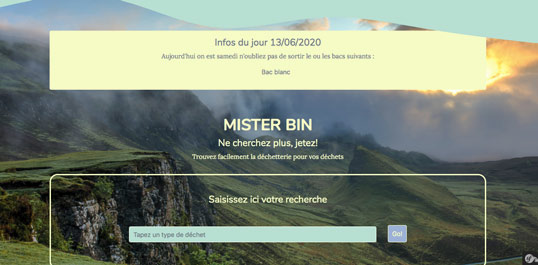 Infos du jour 13/06/2020
Aujourd'hui on est samedi n'oubliez pas de sortir le ou les bacs suivants :
Bac blanc
MISTER BIN
Ne cherchez plus, jetez!
Trouvez facilement la déchetterie pour vos déchets
Saisissez ici votre recherche
Tapez un type de déchet
Go!